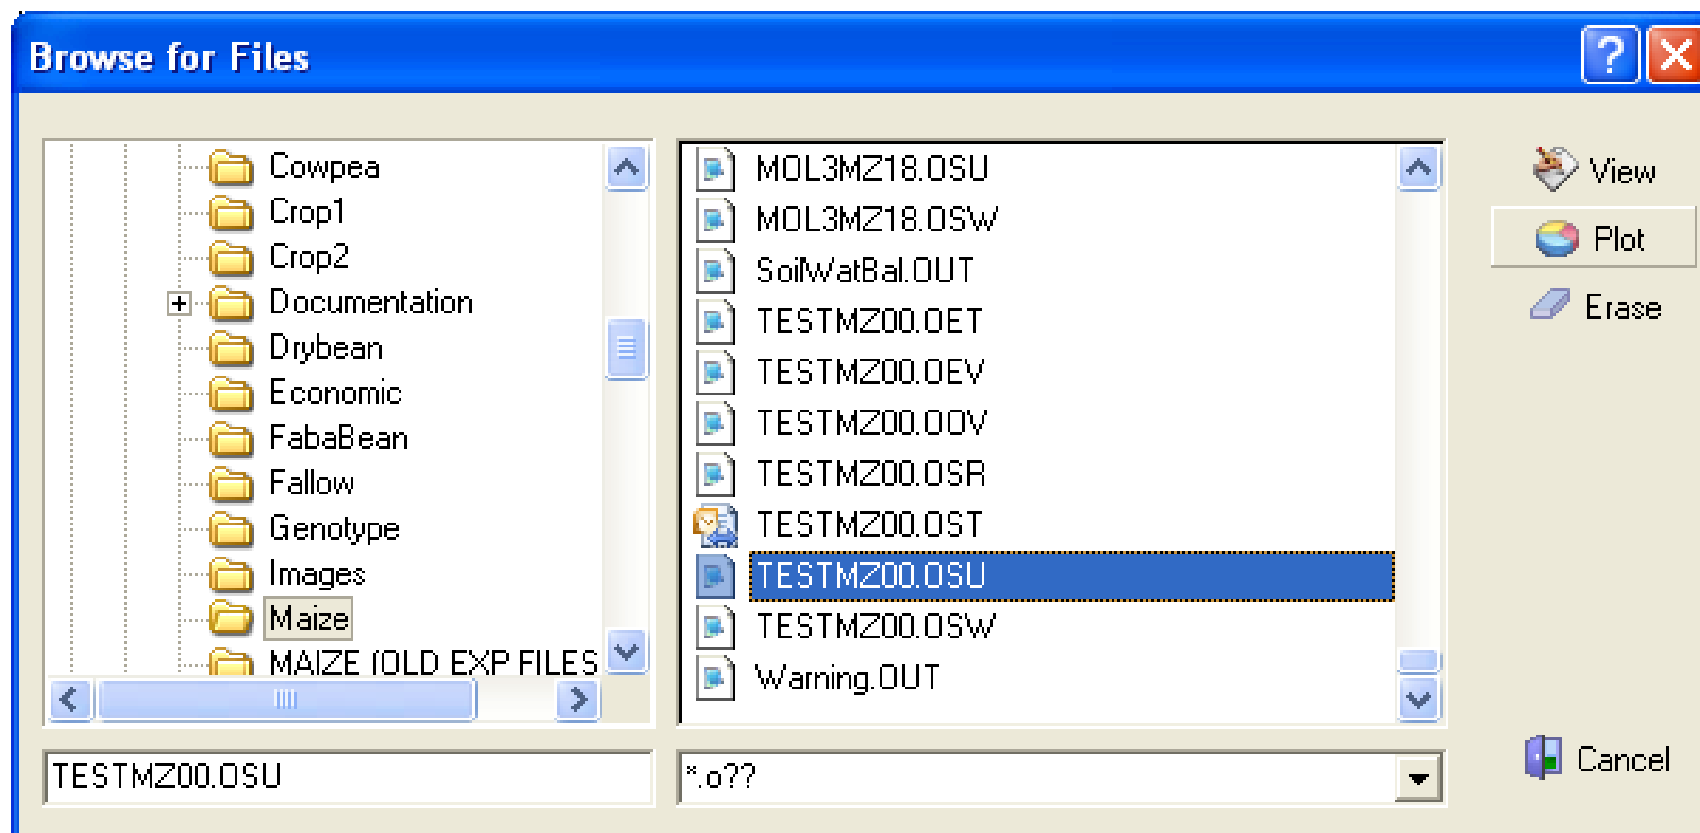 Browse for Files
?
Cowpea
Crop1
Crop2
Documentation
Drybean
Economic
FabaBean
Fallow
Genotype
Images
Maize
MAIZE (OLD EXP FILES
TESTMZ00.OSU
MOL3MZ18.OSU
MOL3MZ18.OSW
SoilWatBal.OUT
TESTMZ00.OET
TESTMZ00.OEV
TESTMZ00.OOV
TESTMZ00.OSR
TESTMZ00.OST
TESTMZ00.OSU
TESTMZ00.OSW
Warning.OUT
*.o??
View
Plot
Erase
Cancel